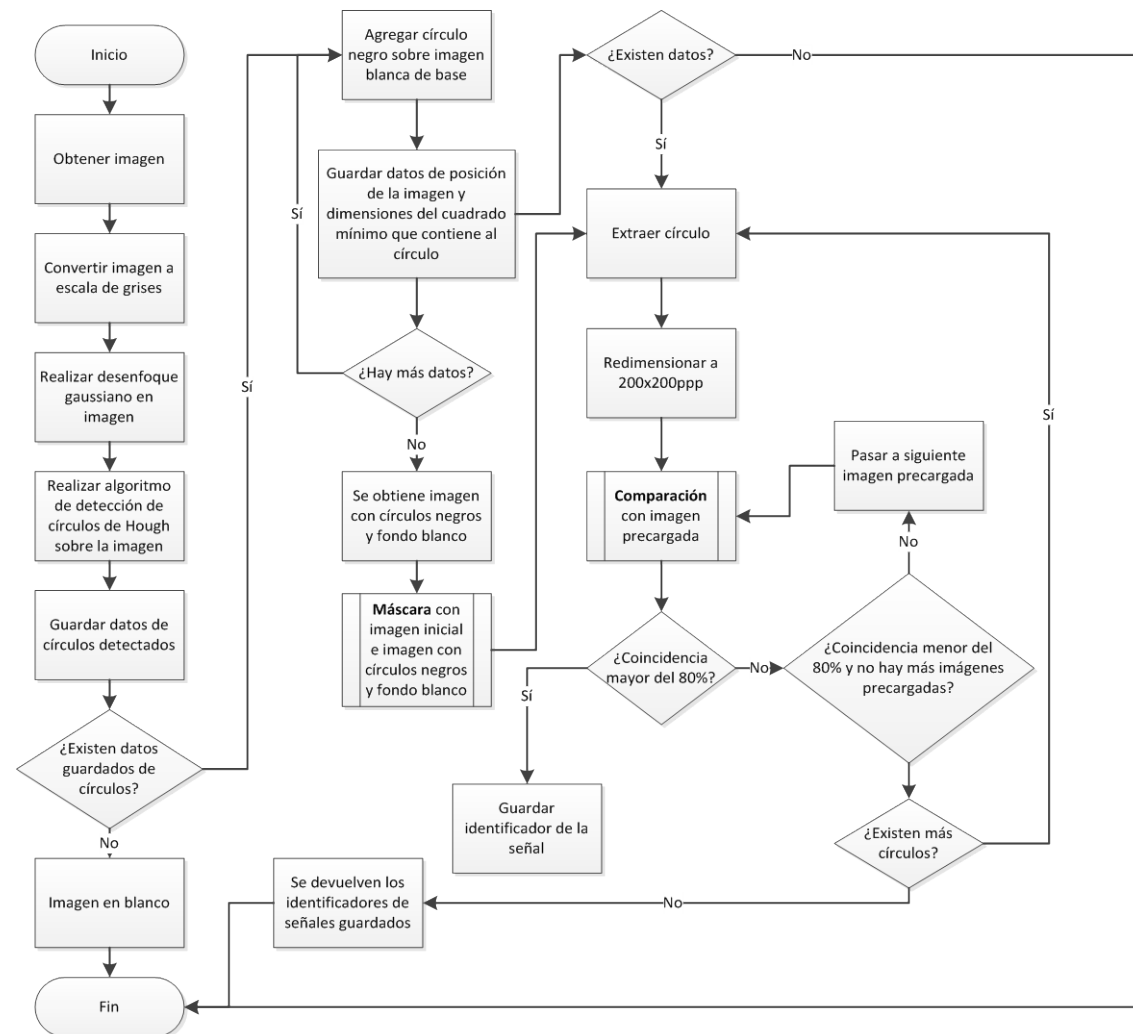 Inicio
Obtener imagen
Convertir imagen a
escala de grises
Realizar desenfoque
gaussiano en
imagen
Realizar algoritmo
de detección de
círculos de Hough
sobre la imagen
Guardar datos de
círculos detectados
¿Existen datos
guardados de
círculos?
No
Imagen en blanco
Fin
Sí
Agregar círculo
negro sobre imagen
blanca de base
Guardar datos de posición
de la imagen y
dimensiones del cuadrado
mínimo que contiene al
círculo
Sí
¿Hay más datos?
No
Se obtiene imagen
con círculos negros
y fondo blanco
Máscara con
imagen inicial
e imagen con
círculos negros
y fondo blanco
¿Existen datos?
No
Sí
Extraer círculo
Redimensionar a
200x200ppp
Comparación
con imagen
precargada
¿Coincidencia
mayor del 80%?
Sí
Guardar
identificador de la
señal
No
¿Coincidencia menor del
80% y no hay más imágenes
precargadas?
No
Pasar a siguiente
imagen precargada
¿Existen más
círculos?
Sí
No
Se devuelven los
identificadores de
señales guardados